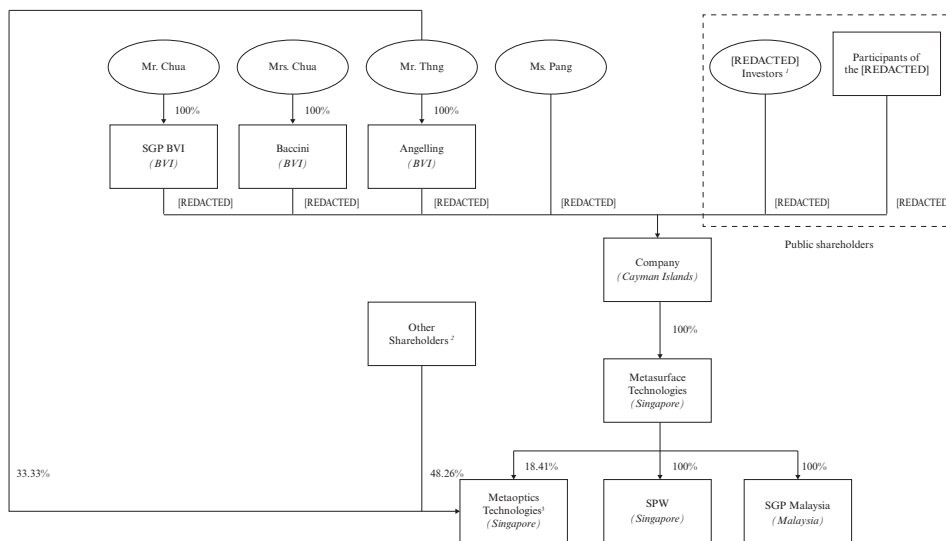 Mr. Chua
Mrs. Chua
Mr. Thng
Ms. Pang
[REDACTED]
Investors 1
Participants of
the [REDACTED]
100%
100%
100%
SGP BVI
(BVI)
Baccini
(BVI)
Angelling
(BVI)
[REDACTED]
[REDACTED]
[REDACTED]
[REDACTED]
[REDACTED]
[REDACTED]
Public shareholders
Company
(Cayman Islands)
Other
Shareholders 2
100%
Metasurface
Technologies
(Singapore)
33.33%
48.26%
18.41%
100%
100%
Metaoptics
Technologies3
(Singapore)
SPW
(Singapore)
SGP Malaysia
(Malaysia)